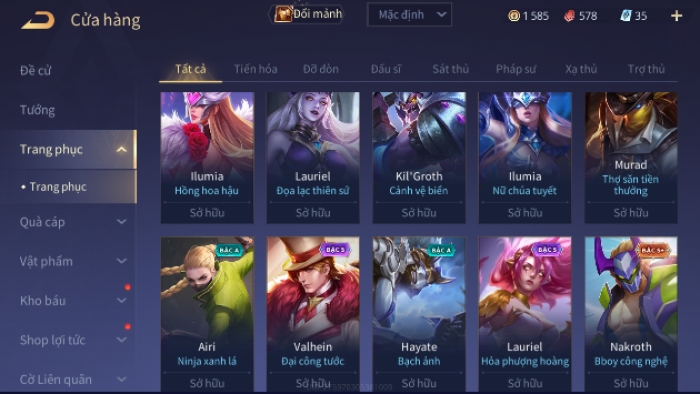 Cửa hàng
Đổi mảnh
Mặc định
1 585
578
35
Đề cử
Tướng
Trang phục
• Trang phục
Quà cáp
Vật phẩm
Kho báu
Shop lợi tức
Cờ Liên quân
Tất cả
Tiến hóa
Đỡ đòn
Đấu sĩ
Sát thủ
Pháp sư
Xạ thủ
Trợ thủ
Ilumia
Hồng hoa hậu
Sở hữu
Lauriel
Đọa lạc thiên sứ
Sở hữu
Kil'Groth
Cảnh vệ biển
Sở hữu
Ilumia
Nữ chúa tuyết
Sở hữu
Murad
Thợ săn tiền
thưởng
Sở hữu
BẬC A
Airi
Ninja xanh lá
Sở hữu
BẬC S
Valhein
Đại công tước
Sở hữu
BẬC A
Hayate
Bạch ảnh
Sở hữu
BẬC S
Lauriel
Hỏa phượng hoàng
Sở hữu
BẬC S+
Nakroth
Bboy công nghệ
Sở hữu